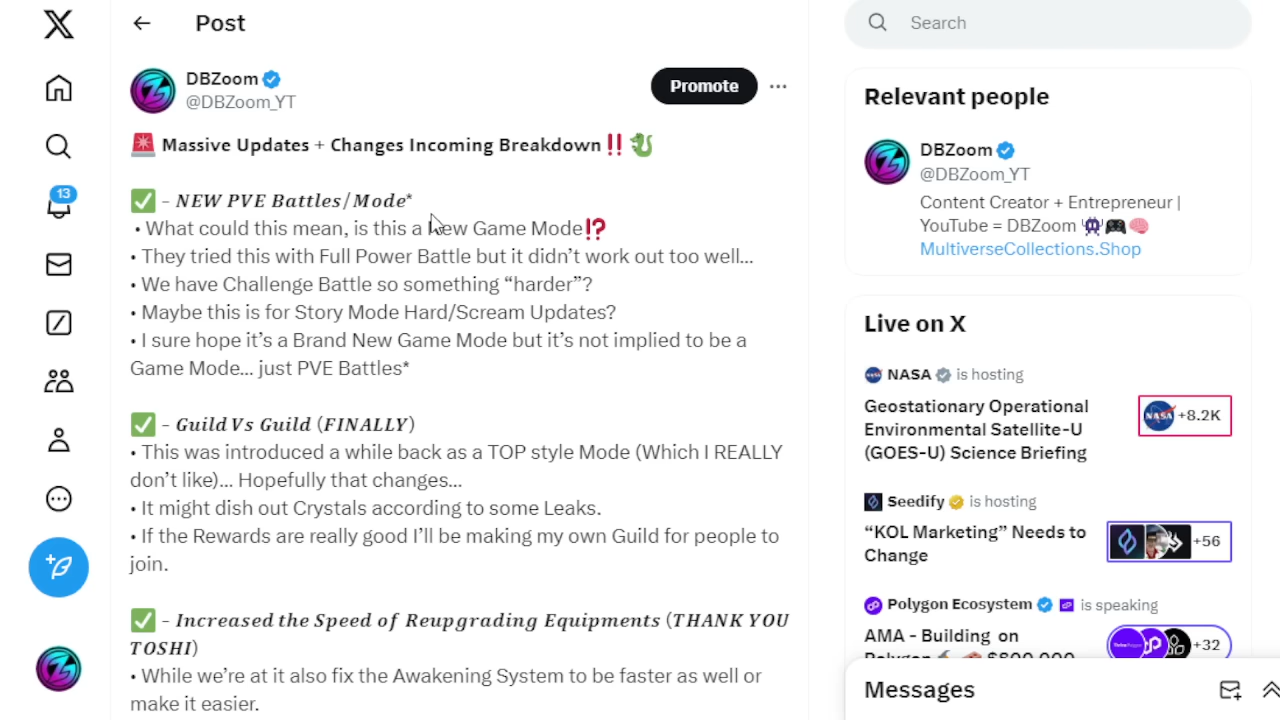 Post
DBZoom
@DBZoom_YT
Promote
🚨 Massive Updates + Changes Incoming Breakdown‼️ 🐉
✅ - NEW PVE Battles/Mode*
• What could this mean, is this a New Game Mode⁉️
• They tried this with Full Power Battle but it didn’t work out too well...
• We have Challenge Battle so something “harder”?
• Maybe this is for Story Mode Hard/Scream Updates?
• I sure hope it’s a Brand New Game Mode but it’s not implied to be a
Game Mode... just PVE Battles*
✅ - Guild Vs Guild (FINALLY)
• This was introduced a while back as a TOP style Mode (Which I REALLY
don’t like)... Hopefully that changes...
• It might dish out Crystals according to some Leaks.
• If the Rewards are really good I’ll be making my own Guild for people to
join.
✅ - Increased the Speed of Reupgrading Equipments (THANK YOU
TOSHI)
• While we’re at it also fix the Awakening System to be faster as well or
make it easier.
13
Search
Relevant people
DBZoom
@DBZoom_YT
Content Creator + Entrepreneur |
YouTube = DBZoom 👾🎮🧠
MultiverseCollections.Shop
Live on X
NASA is hosting
Geostationary Operational
Environmental Satellite-U
(GOES-U) Science Briefing
NASA
+8.2K
Seedify is hosting
“KOL Marketing” Needs to
Change
+56
Polygon Ecosystem is speaking
AMA - Building on
+32
Messages